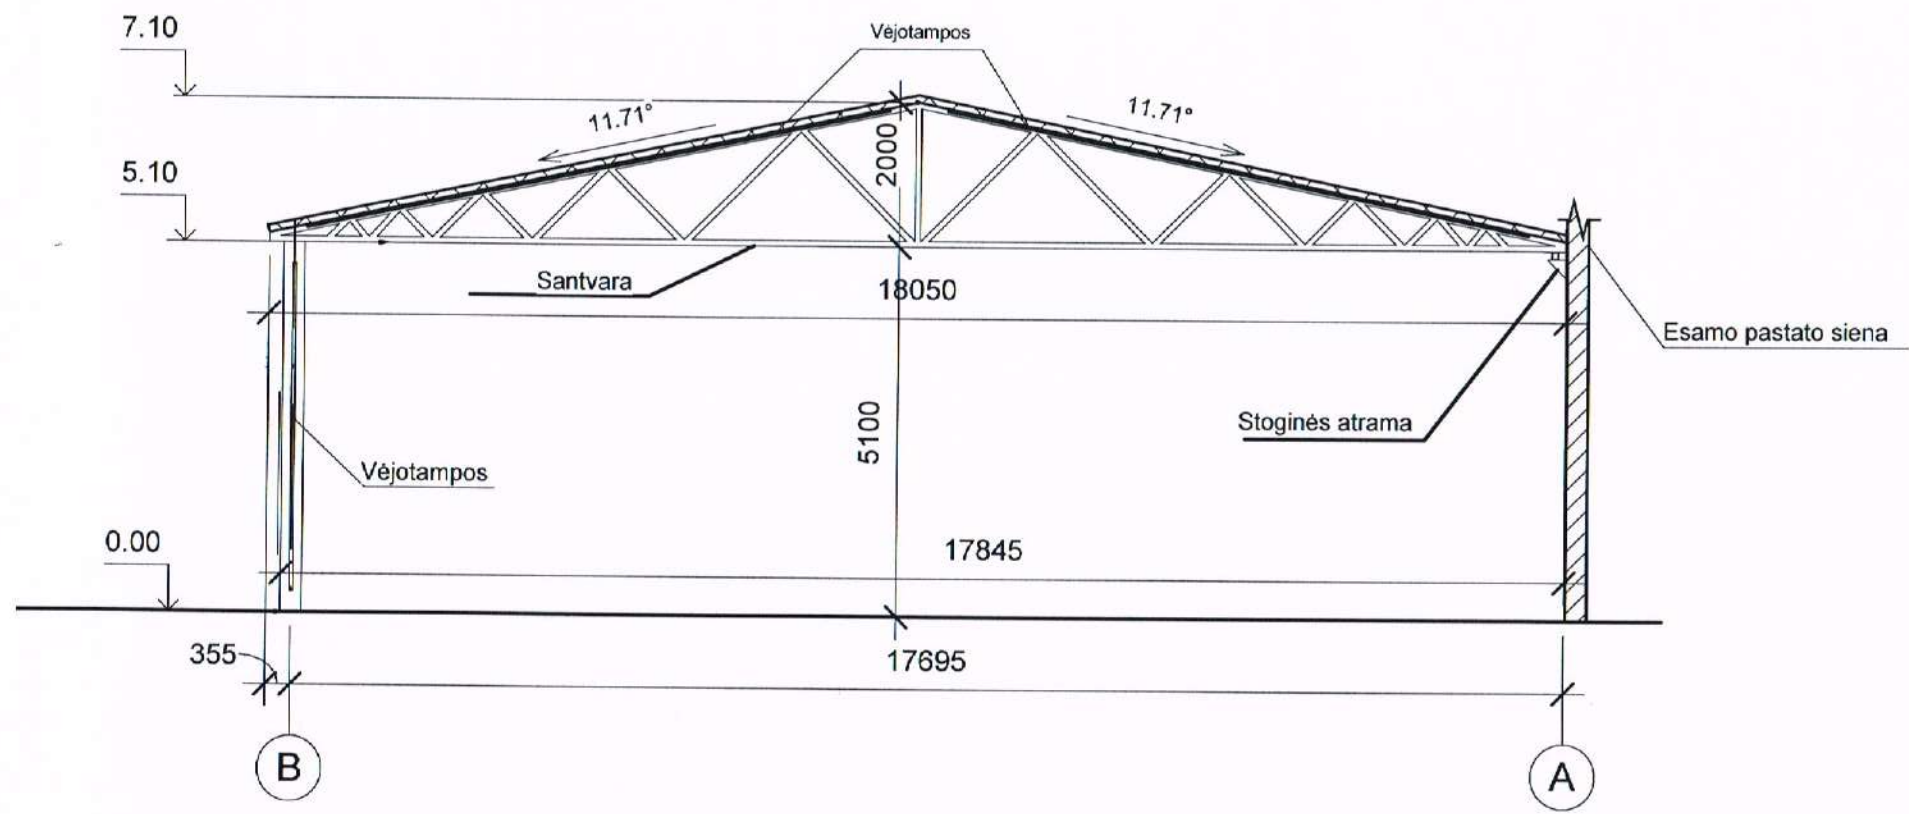 7.10
Vėjotampos
11.71°
11.71°
2000
5.10
Santvara
18050
Esamo pastato siena
Stoginės atrama
5100
Vėjotampos
0.00
17845
355
17695
B
A